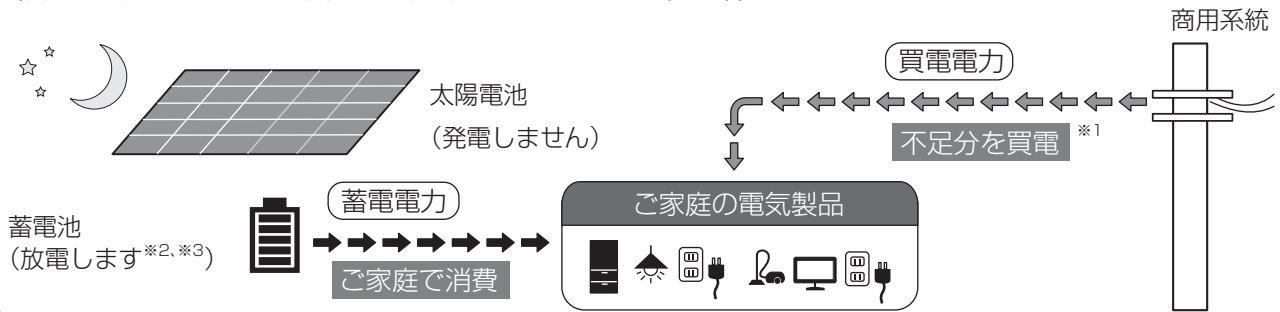 商用系統
買電電力
太陽電池
(発電しません)
不足分を買電 ※1
蓄電電力
ご家庭の電気製品
蓄電池
(放電します※2、※3)
ご家庭で消費